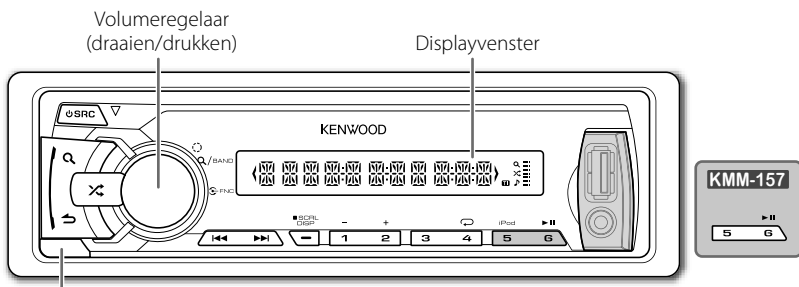 Volumeregelaar
(draaien/drukken)
Displayvenster
SRC
KENWOOD
/ BAND
FNC
TI
SCRL
DISP
- +
iPod
1 2 3 4 5 6
KMM-157
5 6